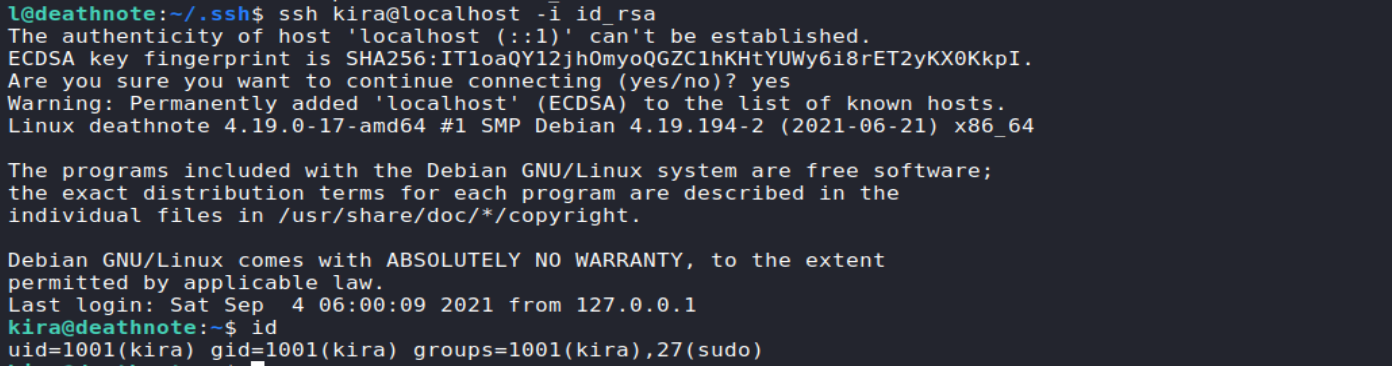 l@deathnote:~/.ssh$ ssh kira@localhost -i id_rsa
The authenticity of host 'localhost (::1)' can't be established.
ECDSA key fingerprint is SHA256:IT1oaQY12jhOmyoQGZC1hKHtYUWy6i8rET2yKX0KkpI.
Are you sure you want to continue connecting (yes/no)? yes
Warning: Permanently added 'localhost' (ECDSA) to the list of known hosts.
Linux deathnote 4.19.0-17-amd64 #1 SMP Debian 4.19.194-2 (2021-06-21) x86_64
The programs included with the Debian GNU/Linux system are free software;
the exact distribution terms for each program are described in the
individual files in /usr/share/doc/*/copyright.
Debian GNU/Linux comes with ABSOLUTELY NO WARRANTY, to the extent
permitted by applicable law.
Last login: Sat Sep  4 06:00:09 2021 from 127.0.0.1
kira@deathnote:~$ id
uid=1001(kira) gid=1001(kira) groups=1001(kira),27(sudo)